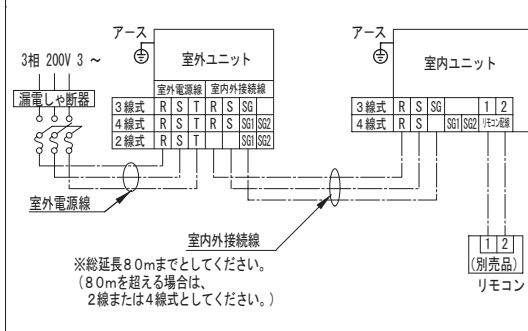 アース
3相 200V 3 ～
漏電しゃ断器
室外ユニット
室外電源線 室内外接続線
3線式 R S T R S SG
4線式 R S T R S SG1 SG2
2線式 R S T SG1 SG2
アース
室内ユニット
3線式 R S SG 1 2
4線式 R S SG1 SG2 リモコン配線
室外電源線
室内外接続線
※総延長80mまでとしてください。
(80mを超える場合は、
2線または4線式としてください。)
1 2
(別売品)
リモコン